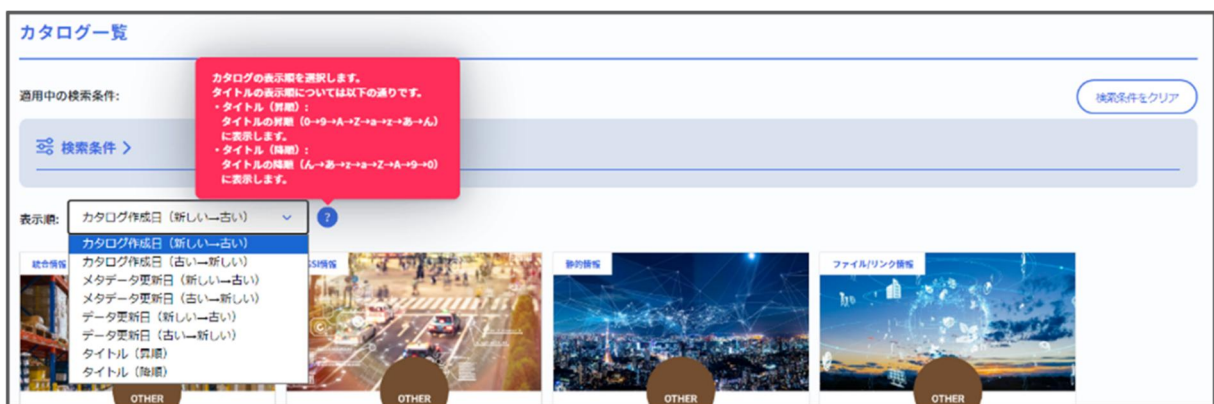 カタログ一覧
カタログの表示順を選択します。
タイトルの表示順については以下の通りです。
・タイトル（昇順）:
タイトルの昇順（0→9→A→Z→a→z→あ→ん）
に表示します。
・タイトル（降順）:
タイトルの降順（ん→あ→z→a→Z→A→9→0）
に表示します。
適用中の検索条件:
検索条件をクリア
検索条件 >
表示順:
カタログ作成日（新しい→古い）
?
カタログ作成日（新しい→古い）
カタログ作成日（古い→新しい）
メタデータ更新日（新しい→古い）
メタデータ更新日（古い→新しい）
データ更新日（新しい→古い）
データ更新日（古い→新しい）
タイトル（昇順）
タイトル（降順）
統合情報
静的情報
ファイル/リンク情報
OTHER
OTHER
OTHER
OTHER